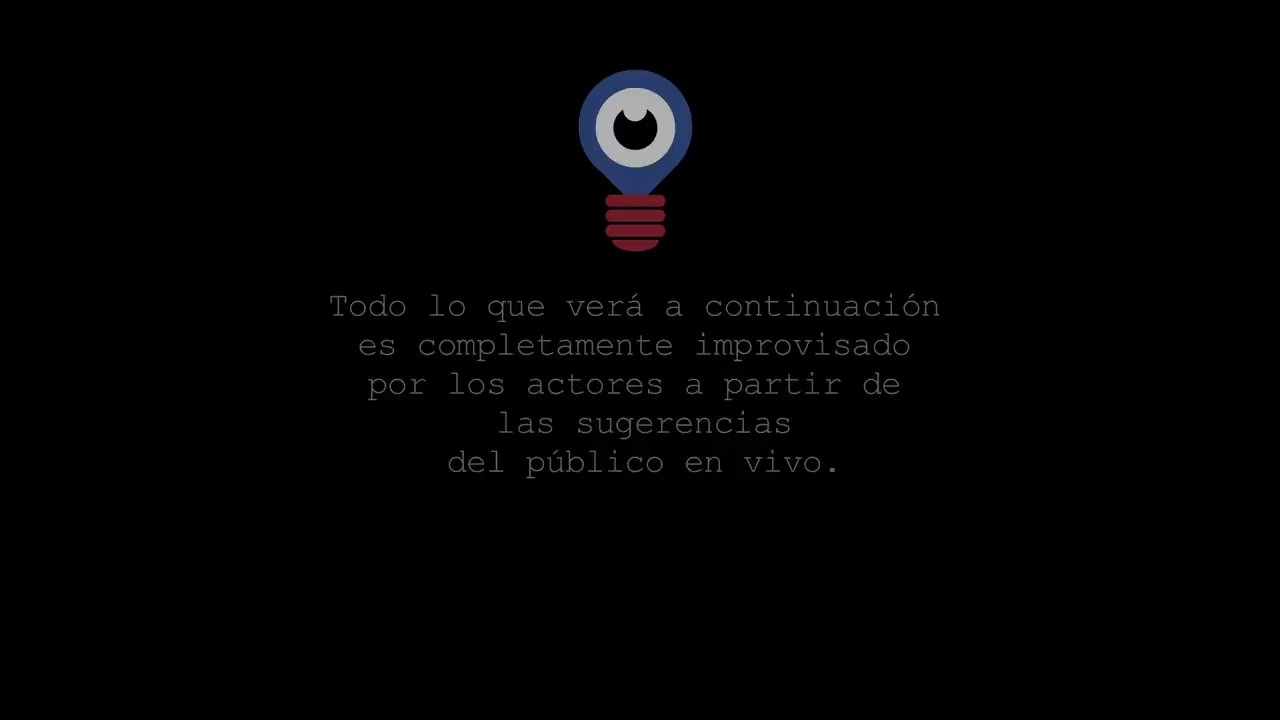 Todo lo que verá a continuación
es completamente improvisado
por los actores a partir de
las sugerencias
del público en vivo.